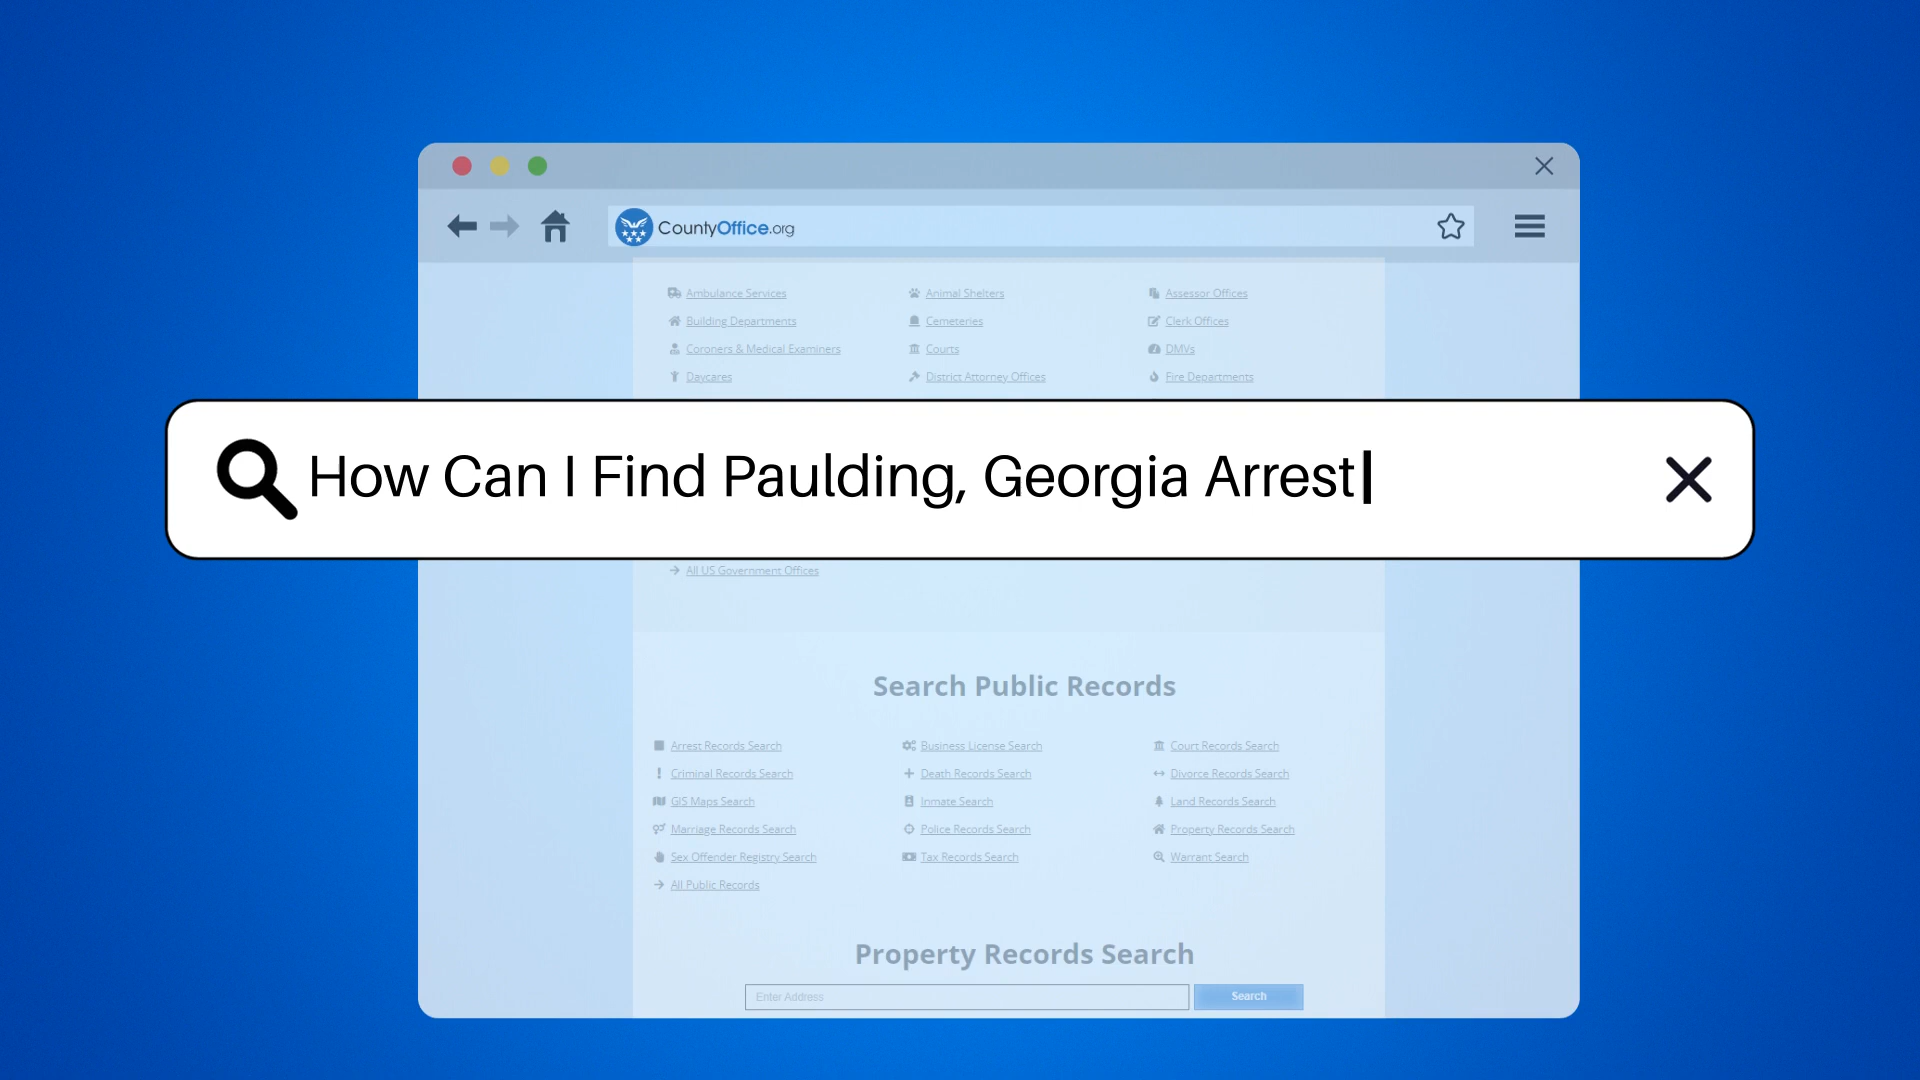 CountyOffice.org
Ambulance Services
Animal Shelters
Assessor Offices
Building Departments
Cemeteries
Clerk Offices
Coroners & Medical Examiners
Courts
DMVs
Daycares
District Attorney Offices
Fire Departments
How Can I Find Paulding, Georgia Arrest
All US Government Offices
Search Public Records
Arrest Records Search
Business License Search
Court Records Search
Criminal Records Search
Death Records Search
Divorce Records Search
GIS Maps Search
Inmate Search
Land Records Search
Marriage Records Search
Police Records Search
Property Records Search
Sex Offender Registry Search
Tax Records Search
Warrant Search
All Public Records
Property Records Search
Enter Address
Search